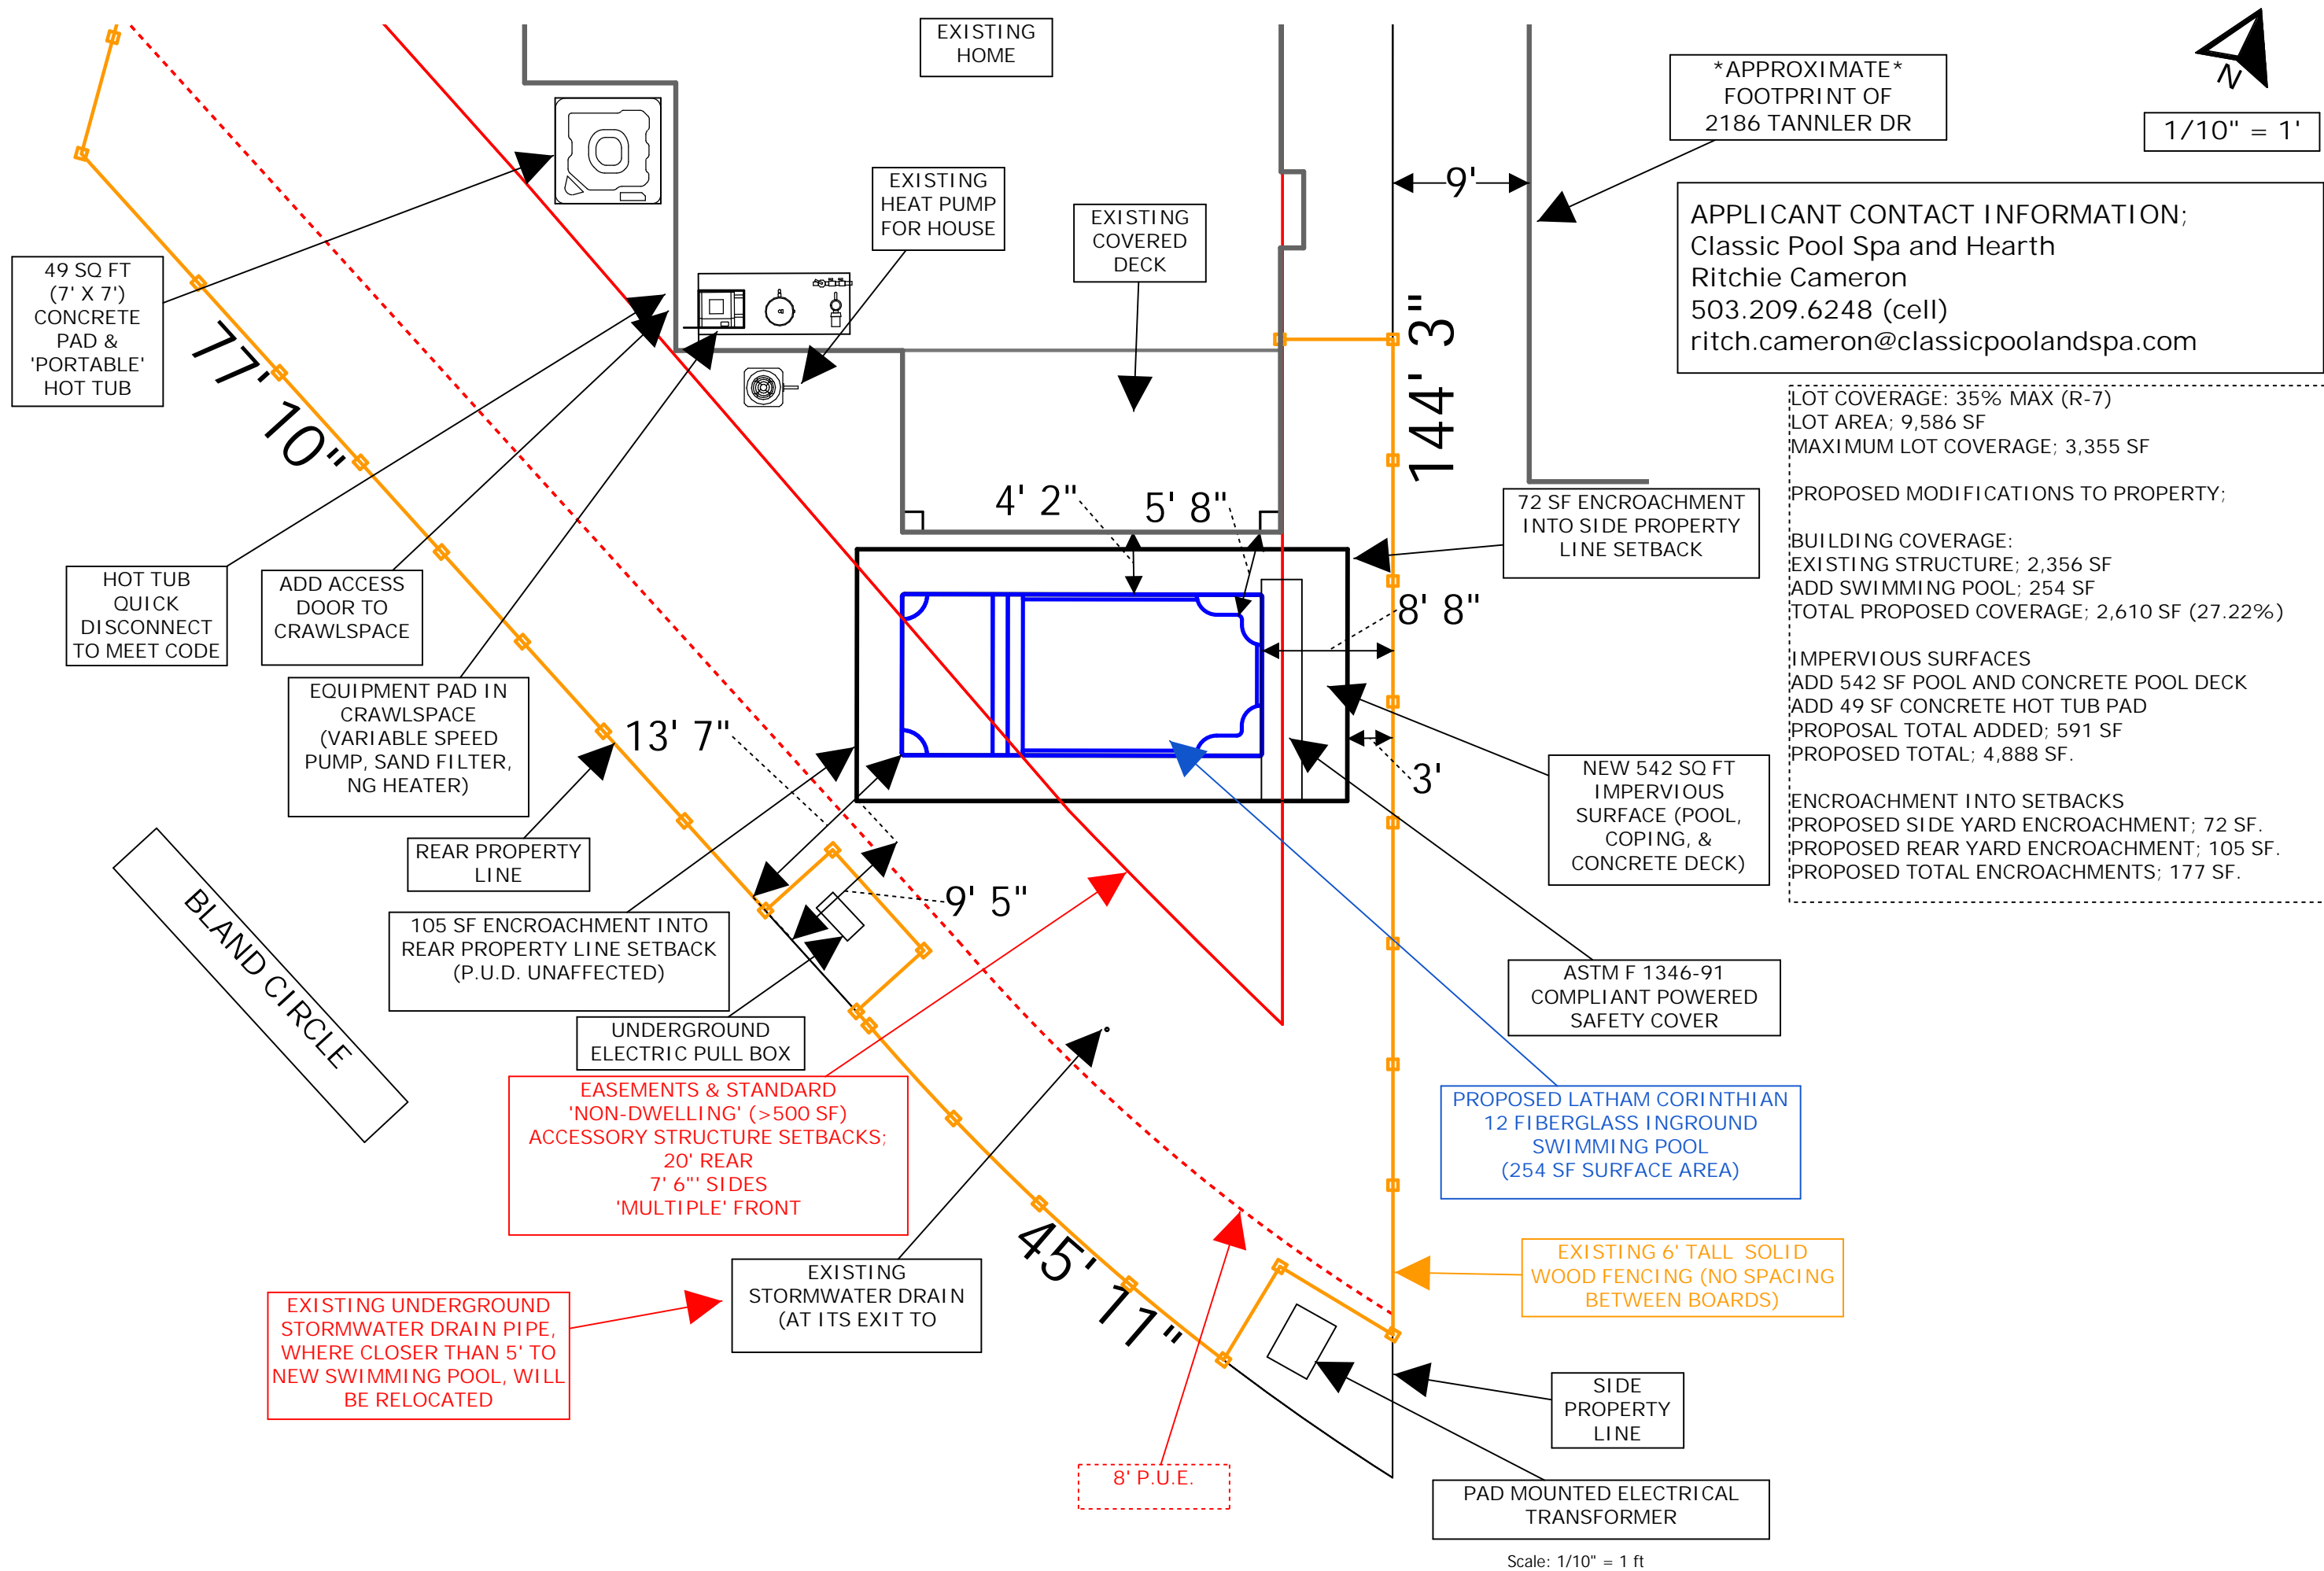 EXISTING
HOME
*APPROXIMATE*
FOOTPRINT OF
2186 TANNLER DR
N
1/10" = 1'
9'
EXISTING
HEAT PUMP
FOR HOUSE
EXISTING
COVERED
DECK
APPLICANT CONTACT INFORMATION;
Classic Pool Spa and Hearth
Ritchie Cameron
503.209.6248 (cell)
ritch.cameron@classicpoolandspa.com
49 SQ FT
(7' X 7')
CONCRETE
PAD &
'PORTABLE'
HOT TUB
77' 10"
144' 3"
LOT COVERAGE: 35% MAX (R-7)
LOT AREA; 9,586 SF
MAXIMUM LOT COVERAGE; 3,355 SF
PROPOSED MODIFICATIONS TO PROPERTY;
BUILDING COVERAGE:
EXISTING STRUCTURE; 2,356 SF
ADD SWIMMING POOL; 254 SF
TOTAL PROPOSED COVERAGE; 2,610 SF (27.22%)
IMPERVIOUS SURFACES
ADD 542 SF POOL AND CONCRETE POOL DECK
ADD 49 SF CONCRETE HOT TUB PAD
PROPOSAL TOTAL ADDED; 591 SF
PROPOSED TOTAL; 4,888 SF.
ENCROACHMENT INTO SETBACKS
PROPOSED SIDE YARD ENCROACHMENT; 72 SF.
PROPOSED REAR YARD ENCROACHMENT; 105 SF.
PROPOSED TOTAL ENCROACHMENTS; 177 SF.
4' 2"
5' 8"
72 SF ENCROACHMENT
INTO SIDE PROPERTY
LINE SETBACK
HOT TUB
QUICK
DISCONNECT
TO MEET CODE
ADD ACCESS
DOOR TO
CRAWLSPACE
8' 8"
EQUIPMENT PAD IN
CRAWLSPACE
(VARIABLE SPEED
PUMP, SAND FILTER,
NG HEATER)
13' 7"
3'
NEW 542 SQ FT
IMPERVIOUS
SURFACE (POOL,
COPING, &
CONCRETE DECK)
REAR PROPERTY
LINE
9' 5"
BLAND CIRCLE
105 SF ENCROACHMENT INTO
REAR PROPERTY LINE SETBACK
(P.U.D. UNAFFECTED)
ASTM F 1346-91
COMPLIANT POWERED
SAFETY COVER
UNDERGROUND
ELECTRIC PULL BOX
EASEMENTS & STANDARD
'NON-DWELLING' (>500 SF)
ACCESSORY STRUCTURE SETBACKS;
20' REAR
7' 6"' SIDES
'MULTIPLE' FRONT
PROPOSED LATHAM CORINTHIAN
12 FIBERGLASS INGROUND
SWIMMING POOL
(254 SF SURFACE AREA)
45' 11"
EXISTING
STORMWATER DRAIN
(AT ITS EXIT TO
EXISTING 6' TALL SOLID
WOOD FENCING (NO SPACING
BETWEEN BOARDS)
EXISTING UNDERGROUND
STORMWATER DRAIN PIPE,
WHERE CLOSER THAN 5' TO
NEW SWIMMING POOL, WILL
BE RELOCATED
SIDE
PROPERTY
LINE
8' P.U.E.
PAD MOUNTED ELECTRICAL
TRANSFORMER
Scale: 1/10" = 1 ft